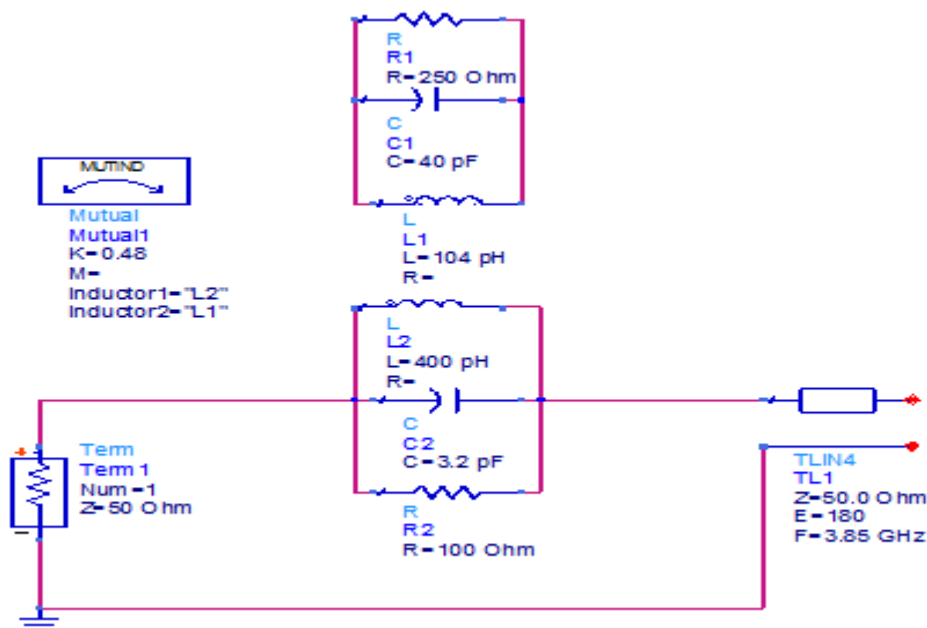 R
R1
R=250 Ohm
C
C1
C=40 pF
MUTIND
Mutual
Mutual1
K=0.48
M=
Inductor1="L2"
Inductor2="L1"
L
L1
L=104 pH
R=
L
L2
L=400 pH
R=
C
C2
C=3.2 pF
R
R2
R=100 Ohm
+
Term
Term1
Num=1
Z=50 Ohm
−
TLIN4
TL1
Z=50.0 Ohm
E=180
F=3.85 GHz